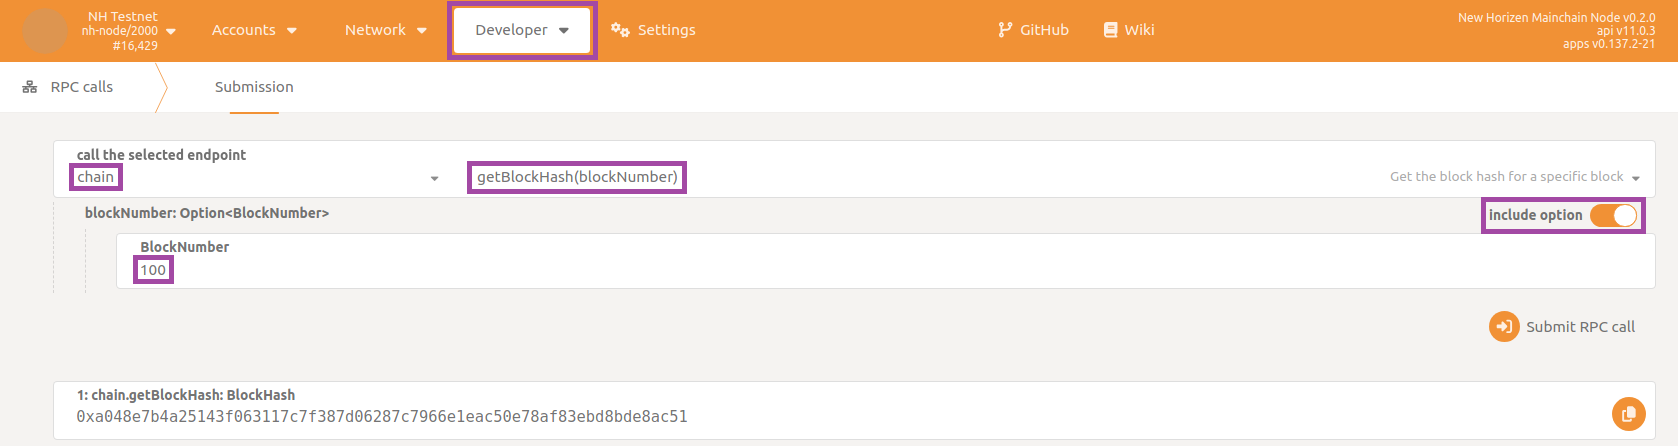 NH Testnet
nh-node/2000
#16,429
Accounts
Network
Developer
Settings
GitHub
Wiki
New Horizen Mainchain Node v0.2.0
api v11.0.3
apps v0.137.2-21
RPC calls
Submission
call the selected endpoint
chain
getBlockHash(blockNumber)
Get the block hash for a specific block
blockNumber: Option<BlockNumber>
include option
BlockNumber
100
Submit RPC call
1: chain.getBlockHash: BlockHash
0xa048e7b4a25143f063117c7f387d06287c7966e1eac50e78af83ebd8bde8ac51